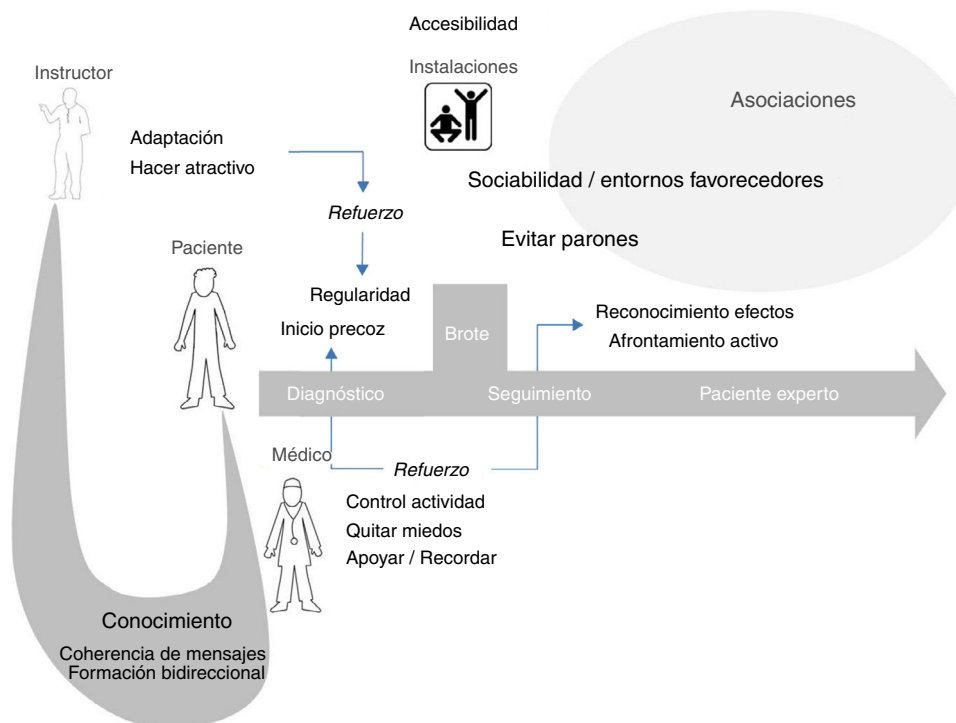 Accesibilidad
Instalaciones
Instructor
Asociaciones
Adaptación
Hacer atractivo
Sociabilidad / entornos favorecedores
Refuerzo
Evitar parones
Paciente
Regularidad
Inicio precoz
Brote
Reconocimiento efectos
Afrontamiento activo
Diagnóstico
Seguimiento
Paciente experto
Médico
Refuerzo
Control actividad
Quitar miedos
Apoyar / Recordar
Conocimiento
Coherencia de mensajes
Formación bidireccional